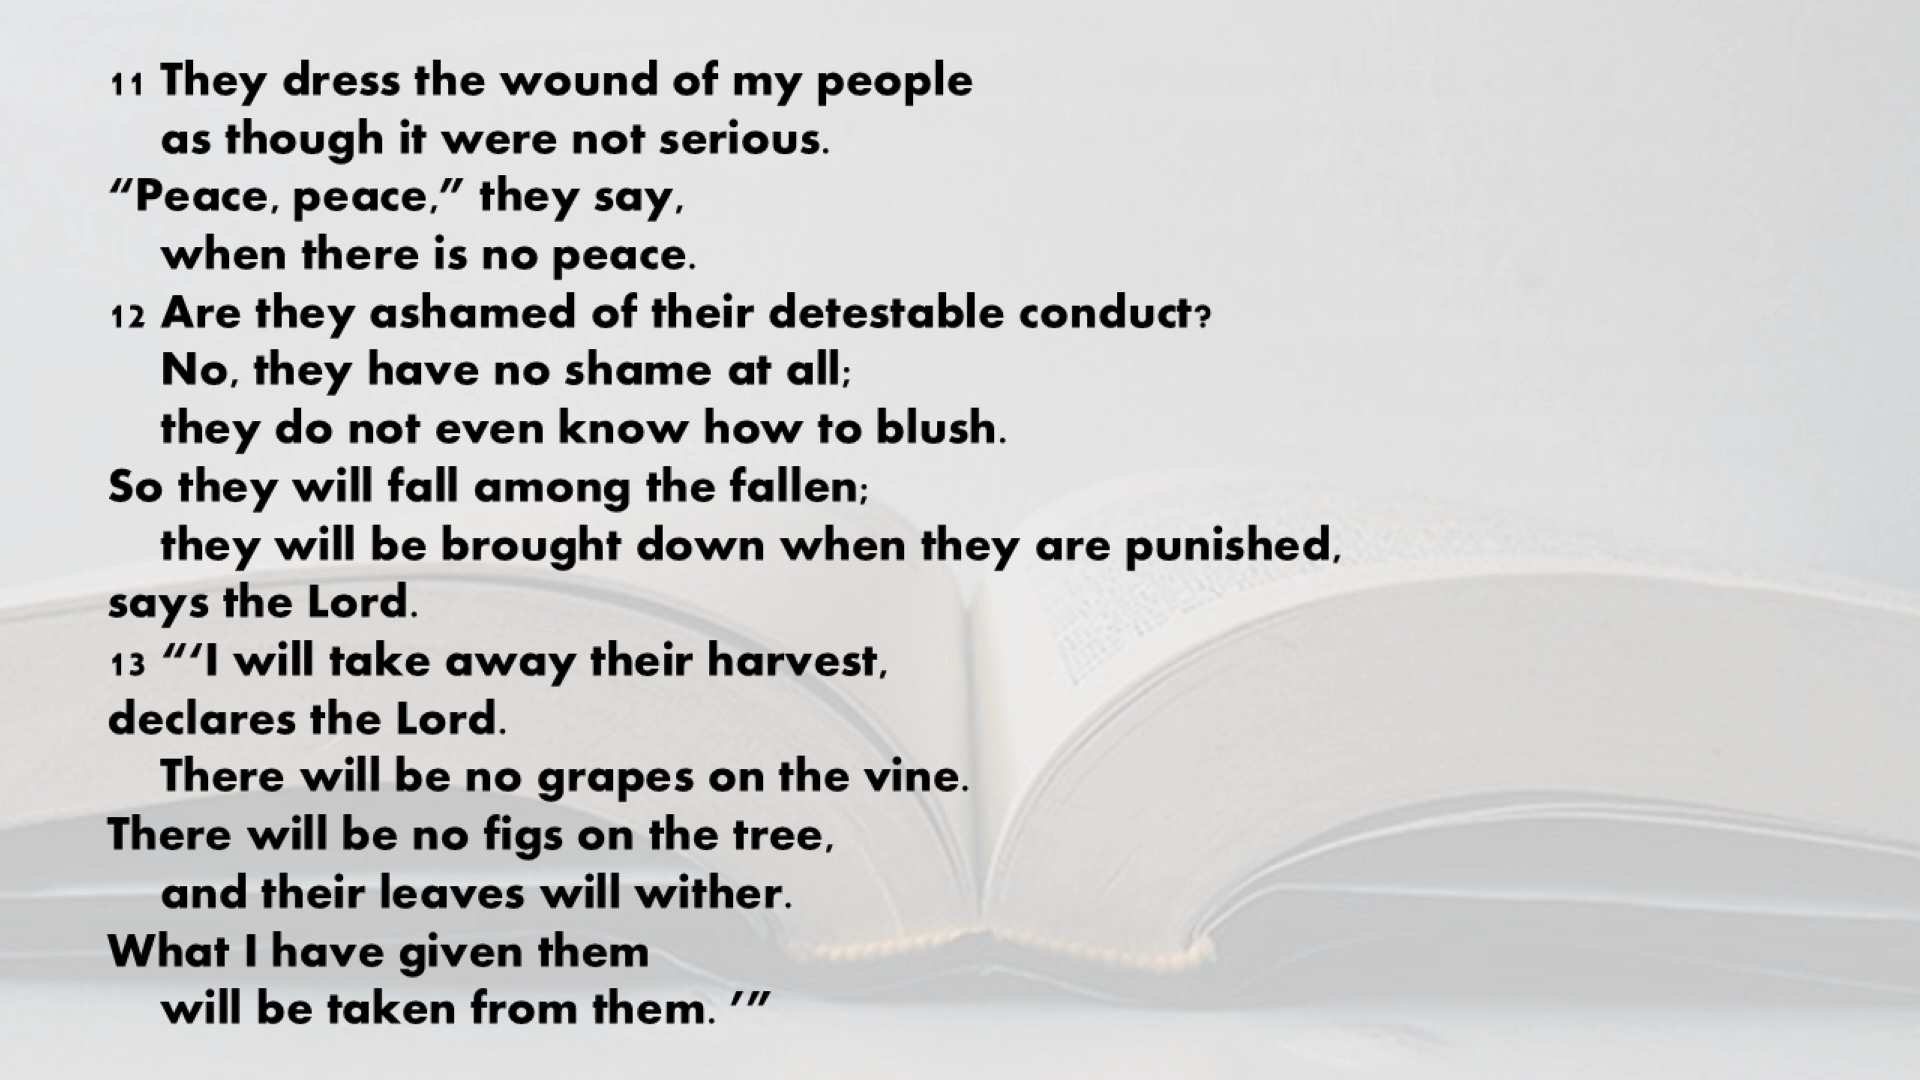 11 They dress the wound of my people
as though it were not serious.
“Peace, peace,” they say,
when there is no peace.
12 Are they ashamed of their detestable conduct?
No, they have no shame at all;
they do not even know how to blush.
So they will fall among the fallen;
they will be brought down when they are punished,
says the Lord.
13 “‘I will take away their harvest,
declares the Lord.
There will be no grapes on the vine.
There will be no figs on the tree,
and their leaves will wither.
What I have given them
will be taken from them. ’”